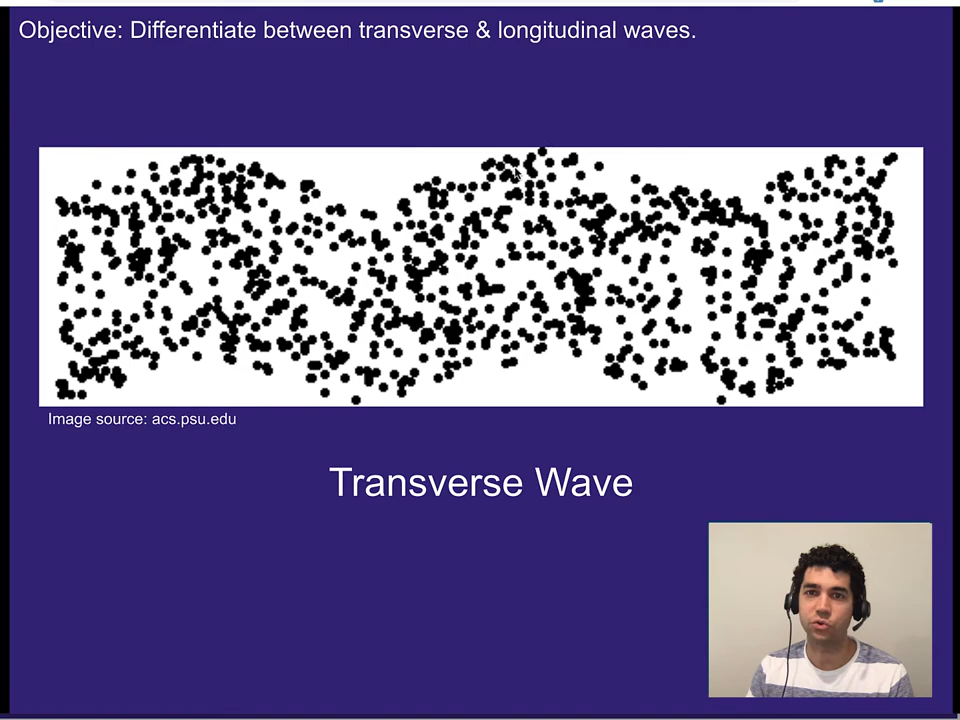 Objective: Differentiate between transverse & longitudinal waves.
Image source: acs.psu.edu
Transverse Wave